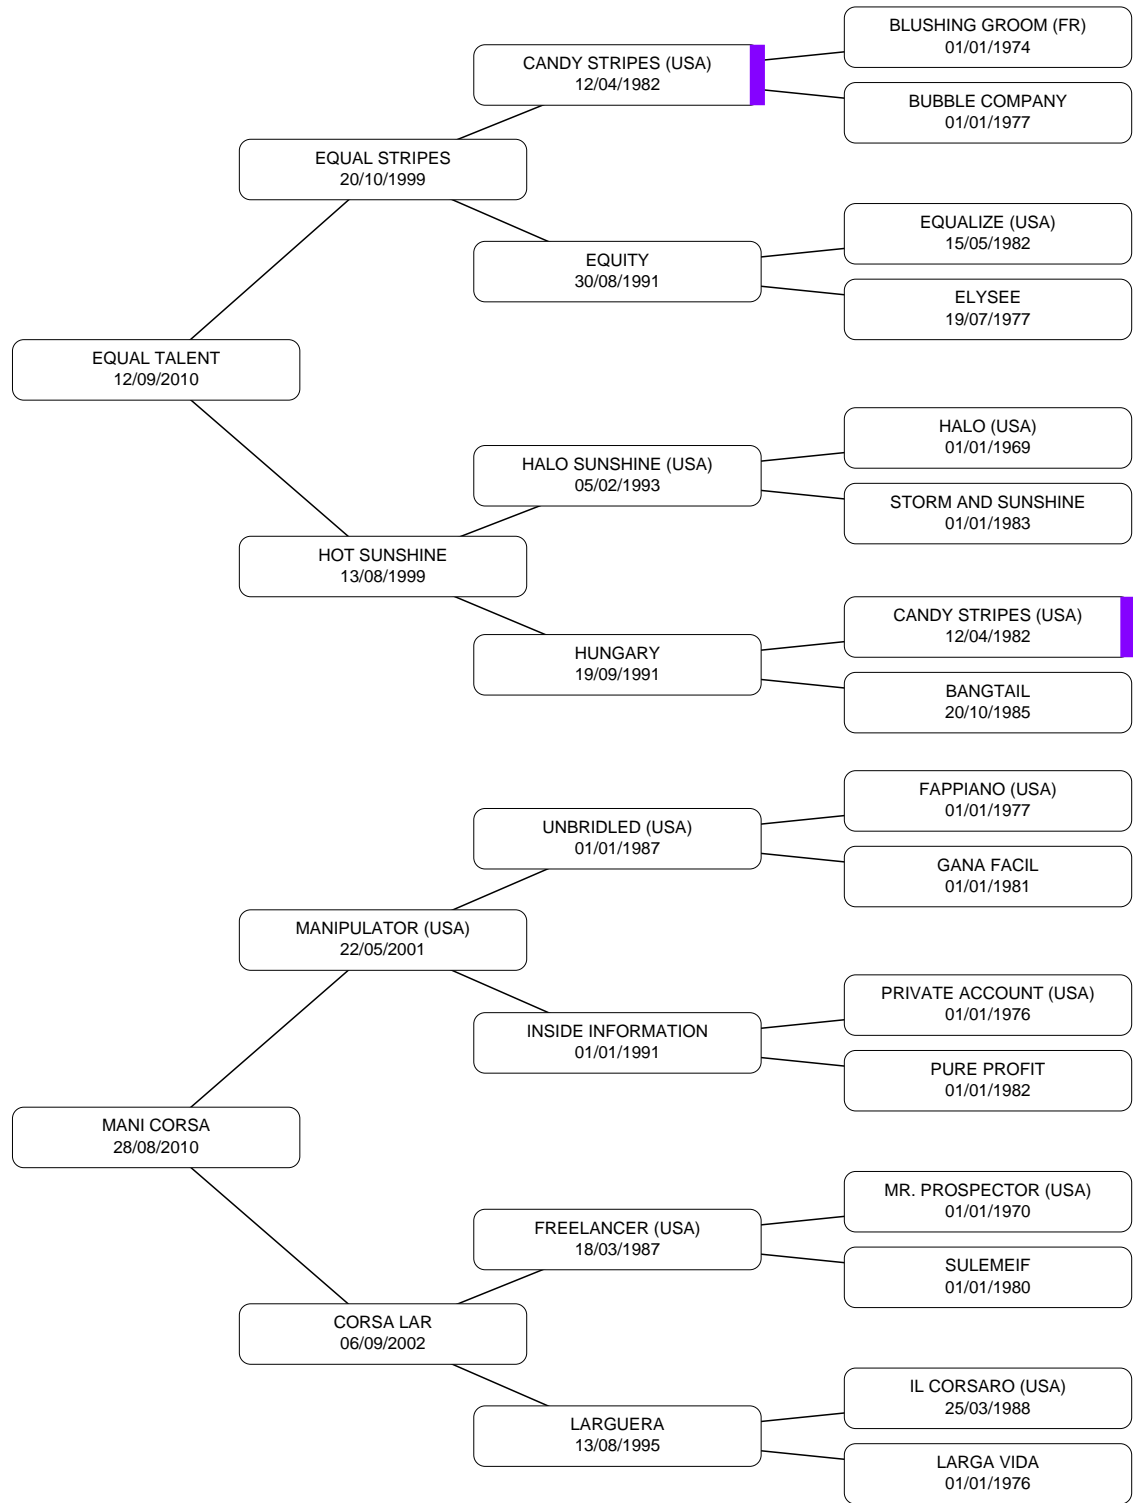 BLUSHING GROOM (FR)
01/01/1974
CANDY STRIPES (USA)
12/04/1982
BUBBLE COMPANY
01/01/1977
EQUAL STRIPES
20/10/1999
EQUALIZE (USA)
15/05/1982
EQUITY
30/08/1991
ELYSEE
19/07/1977
EQUAL TALENT
12/09/2010
HALO (USA)
01/01/1969
HALO SUNSHINE (USA)
05/02/1993
STORM AND SUNSHINE
01/01/1983
HOT SUNSHINE
13/08/1999
CANDY STRIPES (USA)
12/04/1982
HUNGARY
19/09/1991
BANGTAIL
20/10/1985
FAPPIANO (USA)
01/01/1977
UNBRIDLED (USA)
01/01/1987
GANA FACIL
01/01/1981
MANIPULATOR (USA)
22/05/2001
PRIVATE ACCOUNT (USA)
01/01/1976
INSIDE INFORMATION
01/01/1991
PURE PROFIT
01/01/1982
MANI CORSA
28/08/2010
MR. PROSPECTOR (USA)
01/01/1970
FREELANCER (USA)
18/03/1987
SULEMEIF
01/01/1980
CORSA LAR
06/09/2002
IL CORSARO (USA)
25/03/1988
LARGUERA
13/08/1995
LARGA VIDA
01/01/1976